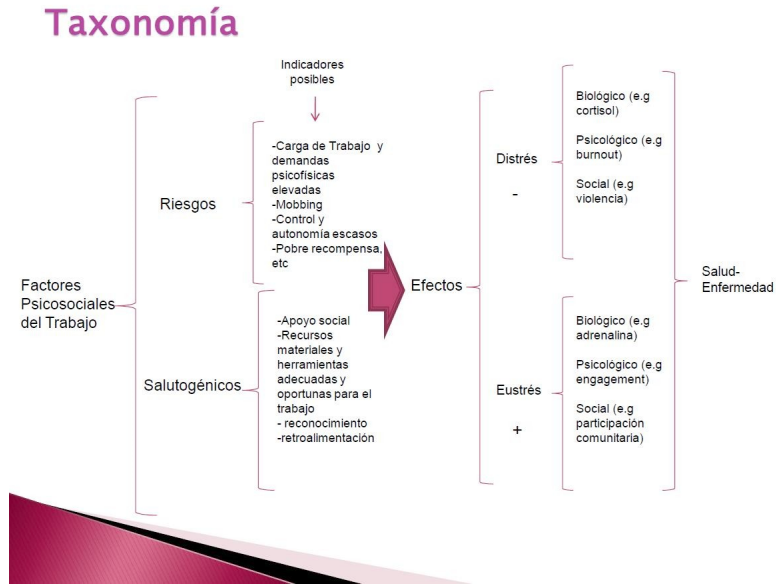 Taxonomía
Indicadores
posibles
Factores
Psicosociales
del Trabajo
Riesgos
-Carga de Trabajo y
demandas
psicofísicas
elevadas
-Mobbing
-Control y
autonomía escasos
-Pobre recompensa,
etc
Salutogénicos
-Apoyo social
-Recursos
materiales y
herramientas
adecuadas y
oportunas para el
trabajo
- reconocimiento
-retroalimentación
Efectos
Distrés
-
Biológico (e.g
cortisol)
Psicológico (e.g
burnout)
Social (e.g
violencia)
Eustrés
+
Biológico (e.g
adrenalina)
Psicológico (e.g
engagement)
Social (e.g
participación
comunitaria)
Salud-
Enfermedad